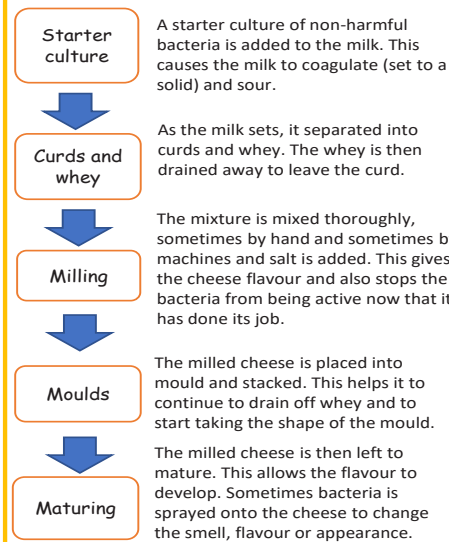 Starter
culture
A starter culture of non-harmful
bacteria is added to the milk. This
causes the milk to coagulate (set to a
solid) and sour.
Curds and
whey
As the milk sets, it separated into
curds and whey. The whey is then
drained away to leave the curd.
Milling
The mixture is mixed thoroughly,
sometimes by hand and sometimes b
machines and salt is added. This gives
the cheese flavour and also stops the
bacteria from being active now that it
has done its job.
Moulds
The milled cheese is placed into
mould and stacked. This helps it to
continue to drain off whey and to
start taking the shape of the mould.
Maturing
The milled cheese is then left to
mature. This allows the flavour to
develop. Sometimes bacteria is
sprayed onto the cheese to change
the smell, flavour or appearance.